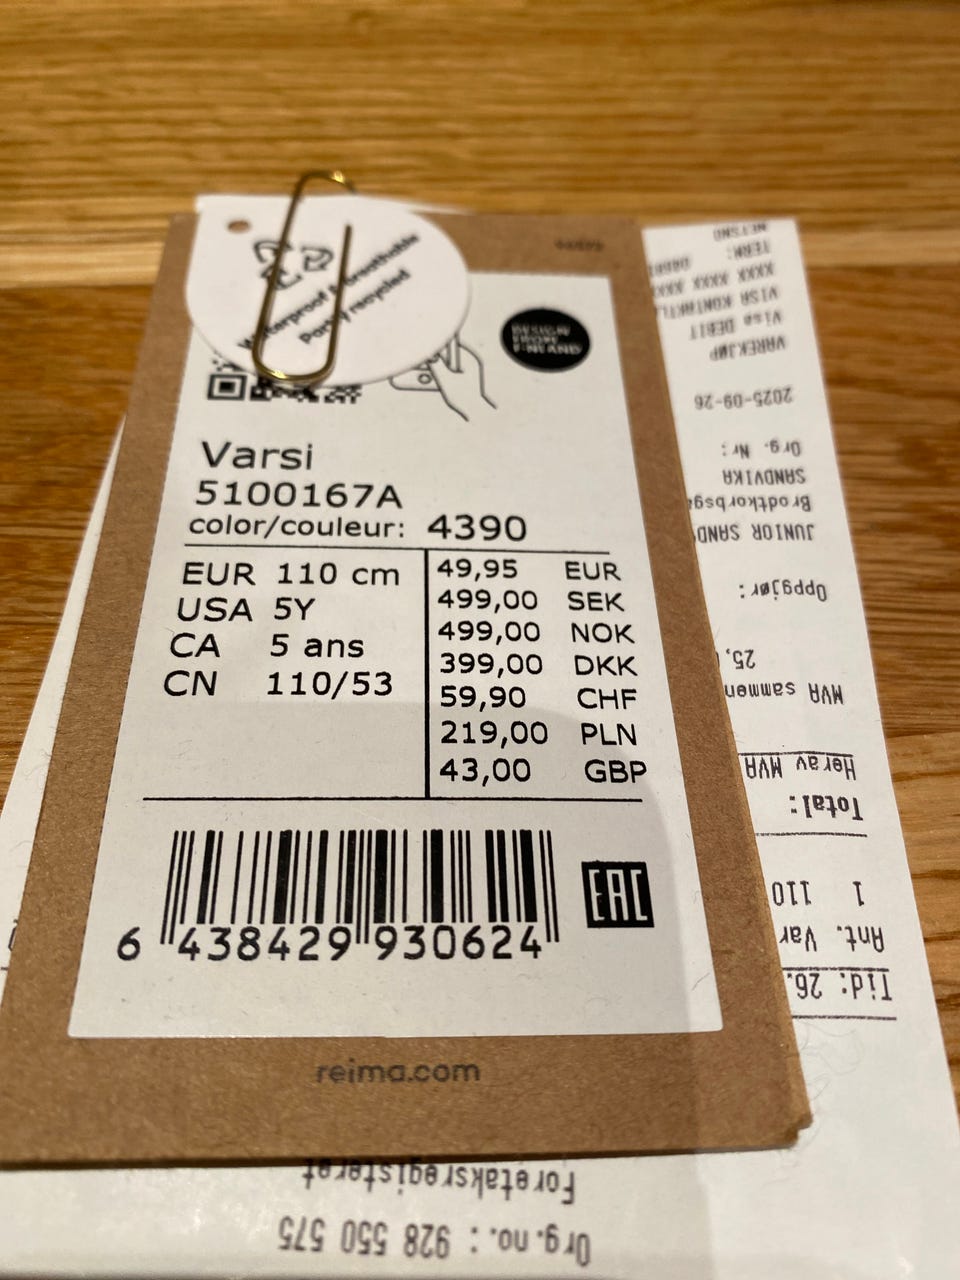 Waterproof & breathable
Partly recycled
DESIGN
FROM
FINLAND
Varsi
5100167A
color/couleur: 4390
EUR 110 cm
USA 5Y
CA 5 ans
CN 110/53
49,95 EUR
499,00 SEK
499,00 NOK
399,00 DKK
59,90 CHF
219,00 PLN
43,00 GBP
6 438429 930624
EAC
reima.com
Org.no.: 928 550 575
Foretaksregisteret
Tid: 26.
Ant. Var
1 110
Total:
Herav MVA
MVA sammen
25,
Oppgjør:
JUNIOR SAND
Brodtkorbsga
SANDVIKA
Org. Nr:
2025-09-26
VAREKJØP
Visa DEBIT
VISA KONTAKTL
XXXX XXXX XXX
TERM:
NETSNO